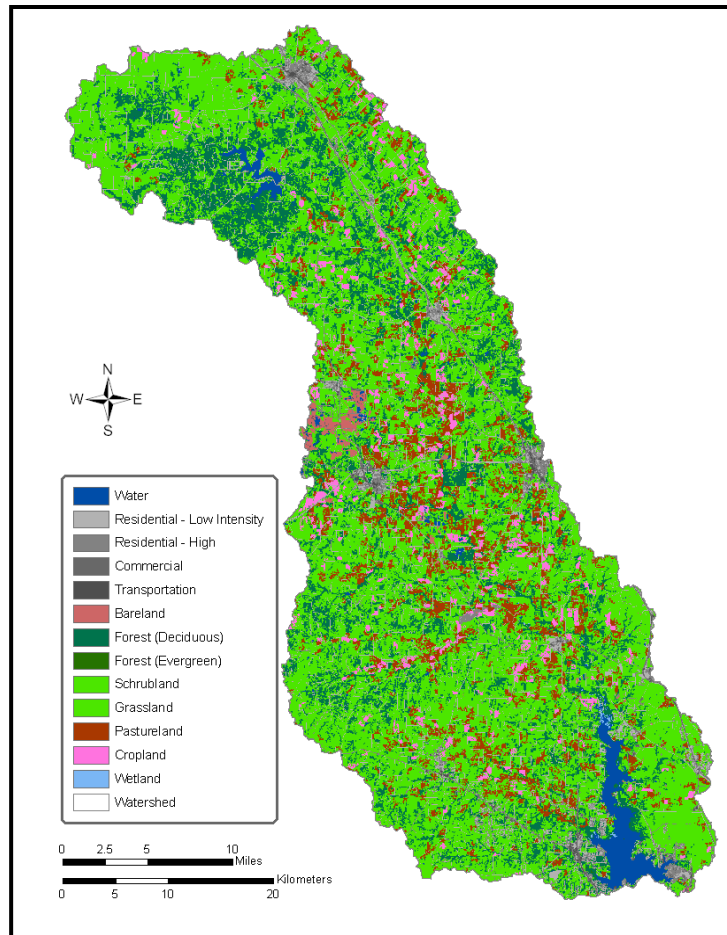 N
W E
S
Water
Residential - Low Intensity
Residential - High
Commercial
Transportation
Bareland
Forest (Deciduous)
Forest (Evergreen)
Schrubland
Grassland
Pastureland
Cropland
Wetland
Watershed
0 2.5 5 10
Miles
Kilometers
0 5 10 20